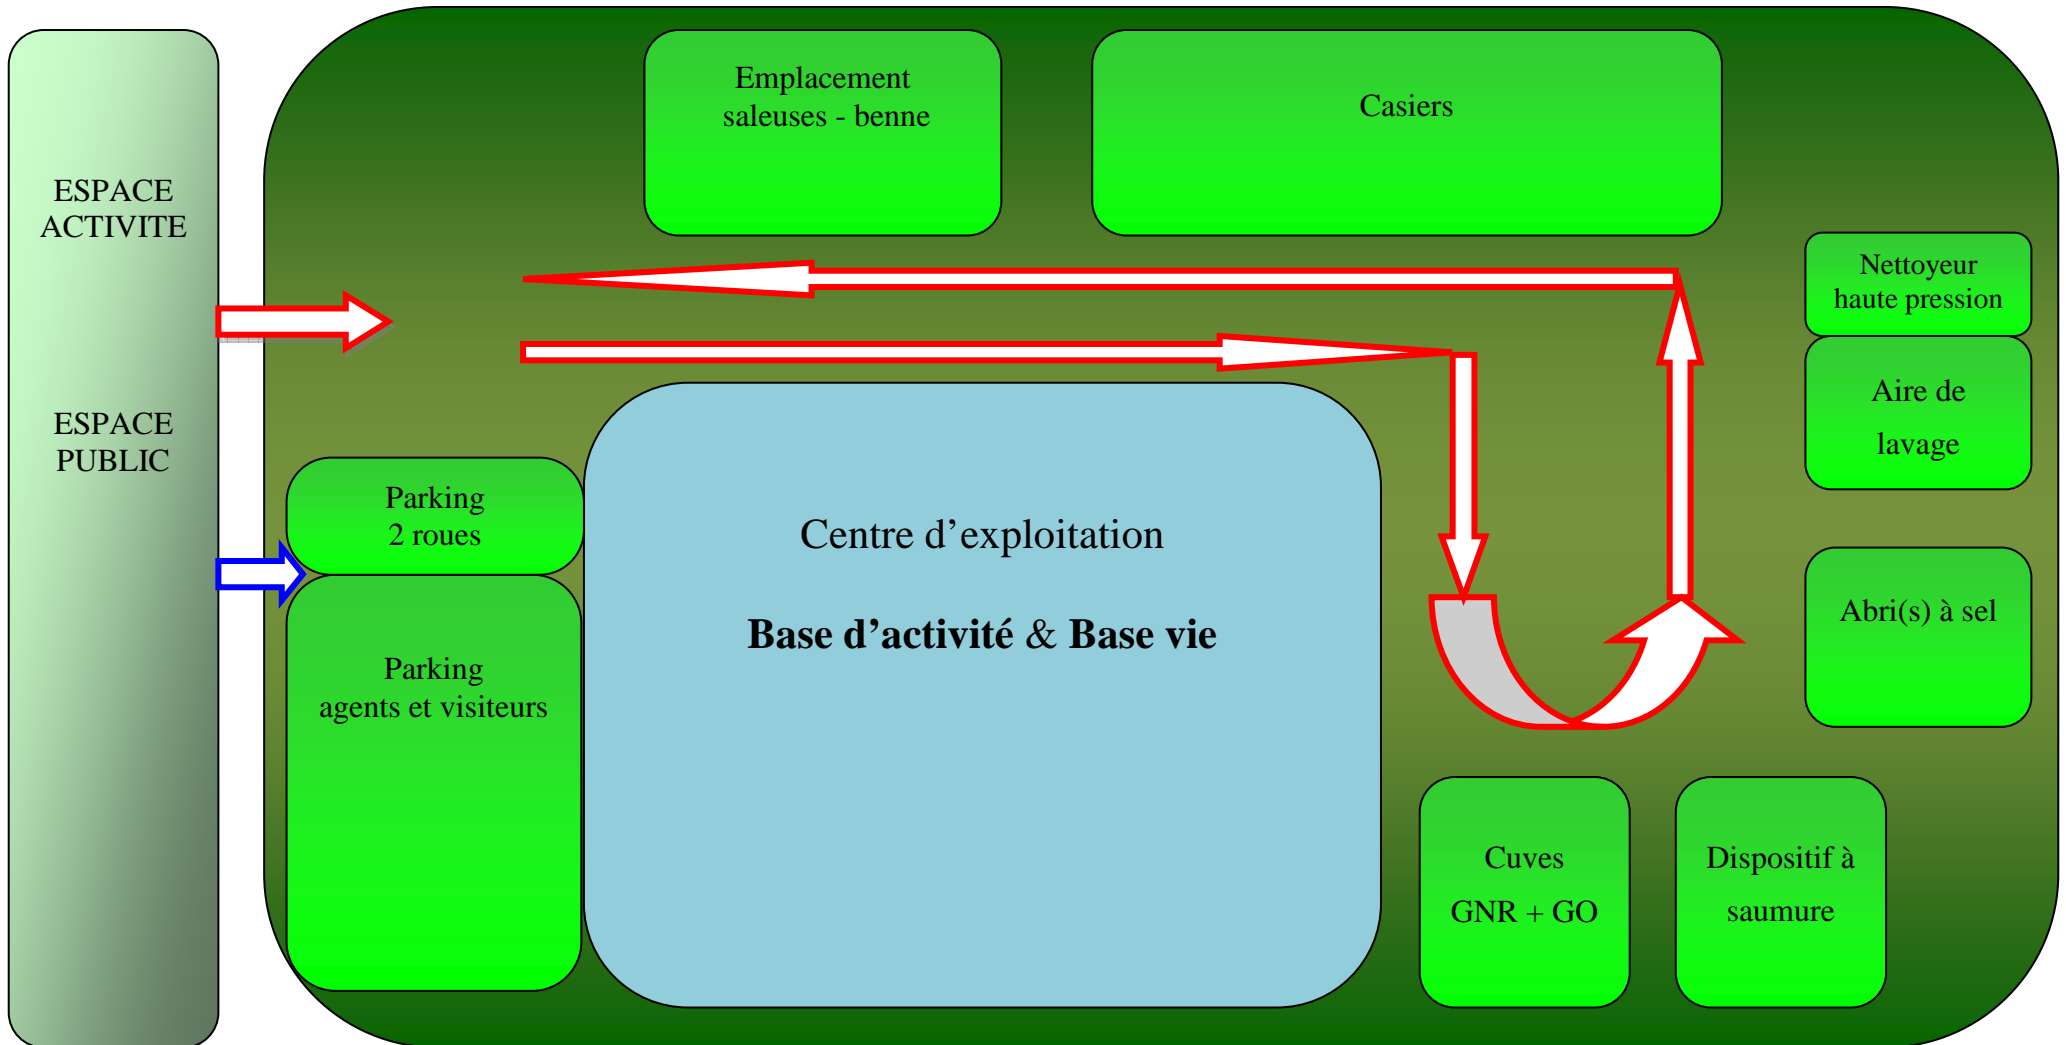 ESPACE
ACTIVITE
ESPACE
PUBLIC
Emplacement
saleuses - benne
Casiers
Nettoyeur
haute pression
Aire de
lavage
Parking
2 roues
Parking
agents et visiteurs
Centre d’exploitation
Base d’activité & Base vie
Abri(s) à sel
Cuves
GNR + GO
Dispositif à
saumure